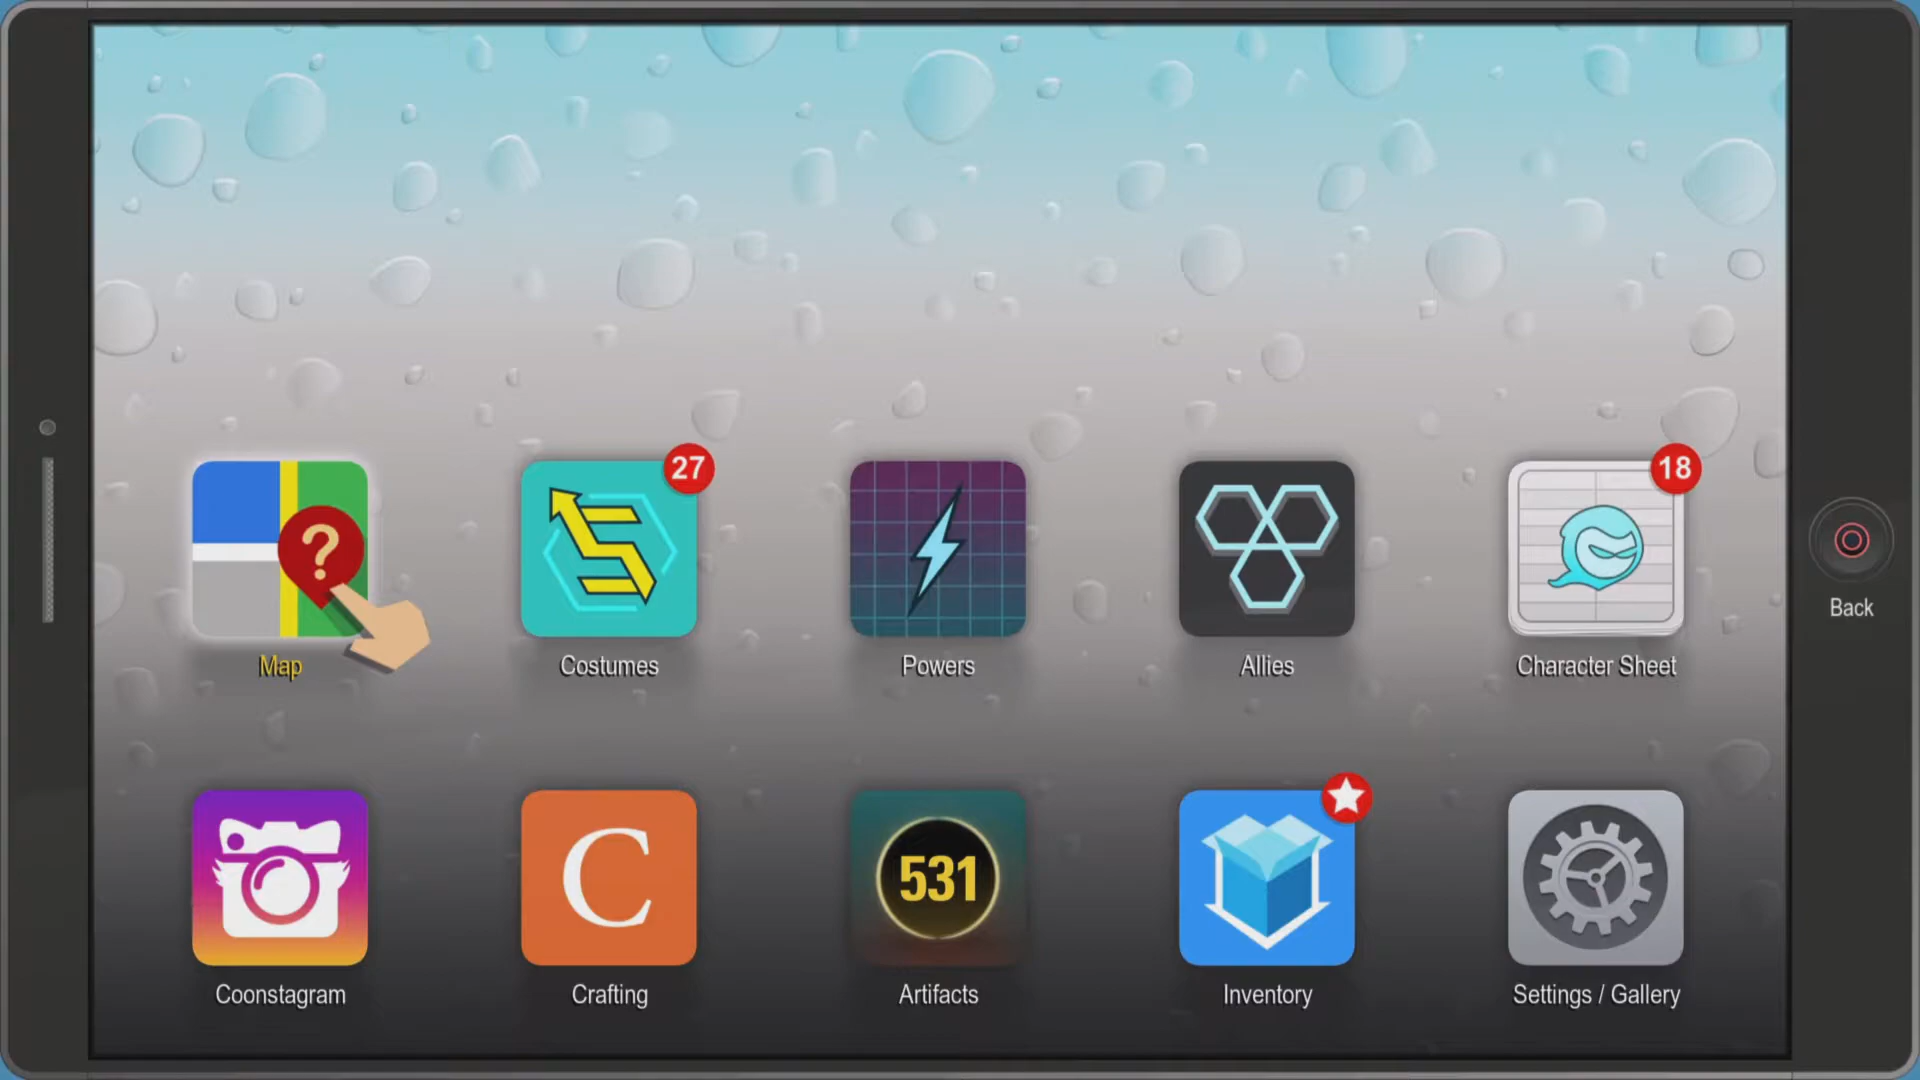 27
18
?
Back
Map
Costumes
Powers
Allies
Character Sheet
C
531
Coonstagram
Crafting
Artifacts
Inventory
Settings / Gallery